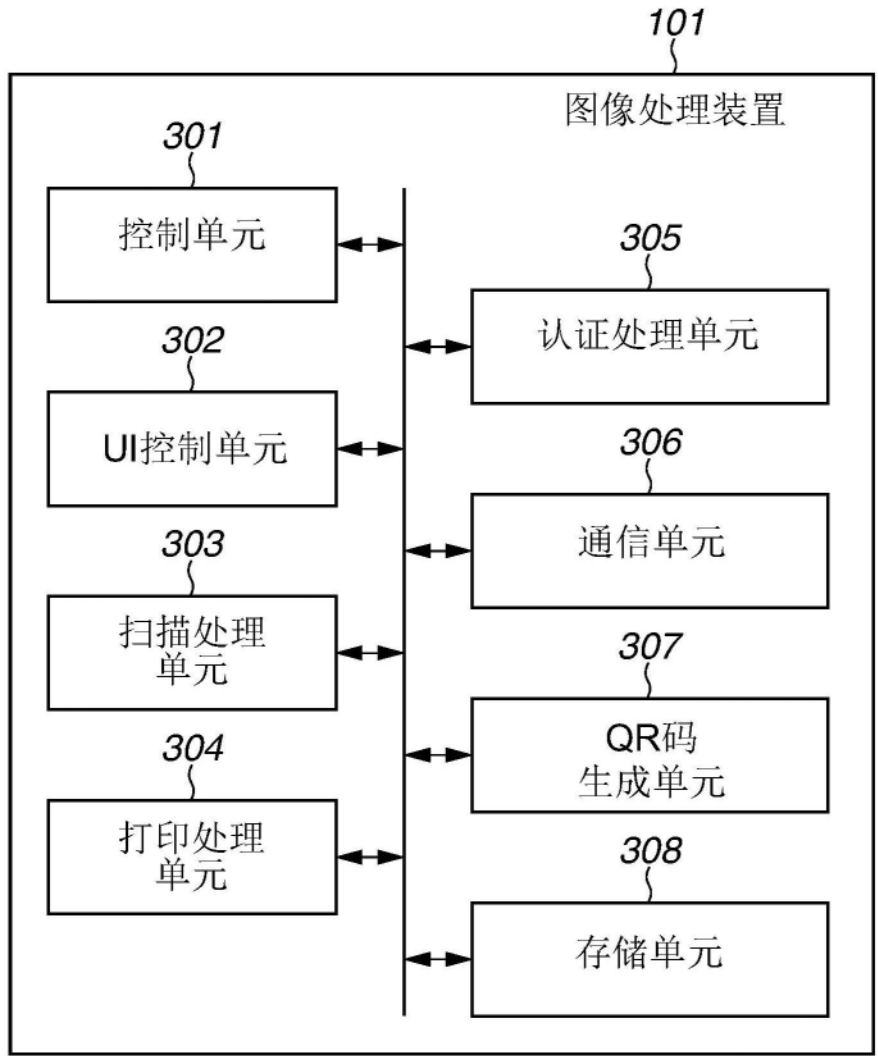 101
图像处理装置
301
控制单元
302
UI控制单元
303
扫描处理
单元
304
打印处理
单元
305
认证处理单元
306
通信单元
307
QR码
生成单元
308
存储单元